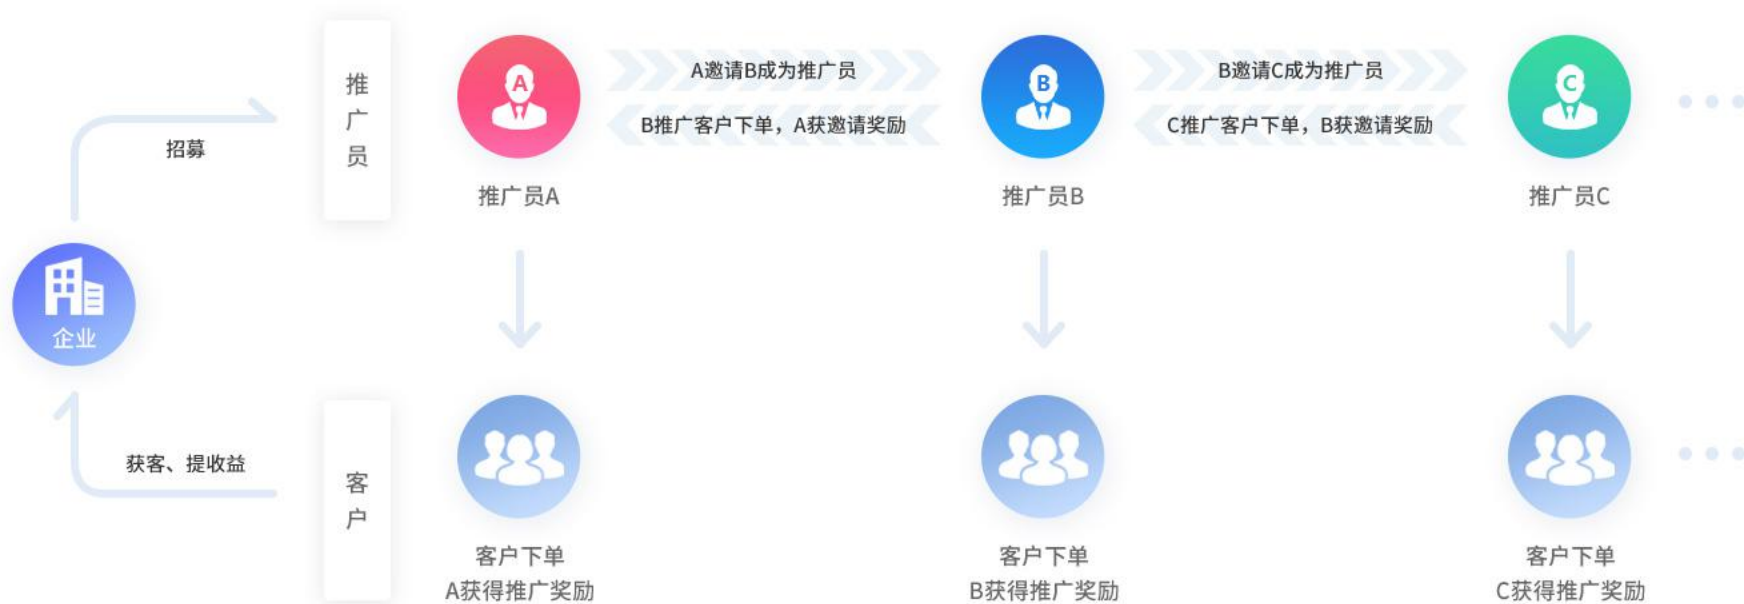 推广员
A
A邀请B成为推广员
B推广客户下单，A获邀请奖励
B
B邀请C成为推广员
C推广客户下单，B获邀请奖励
C
推广员A
推广员B
推广员C
招募
企业
获客、提收益
客户
客户下单
A获得推广奖励
客户下单
B获得推广奖励
客户下单
C获得推广奖励